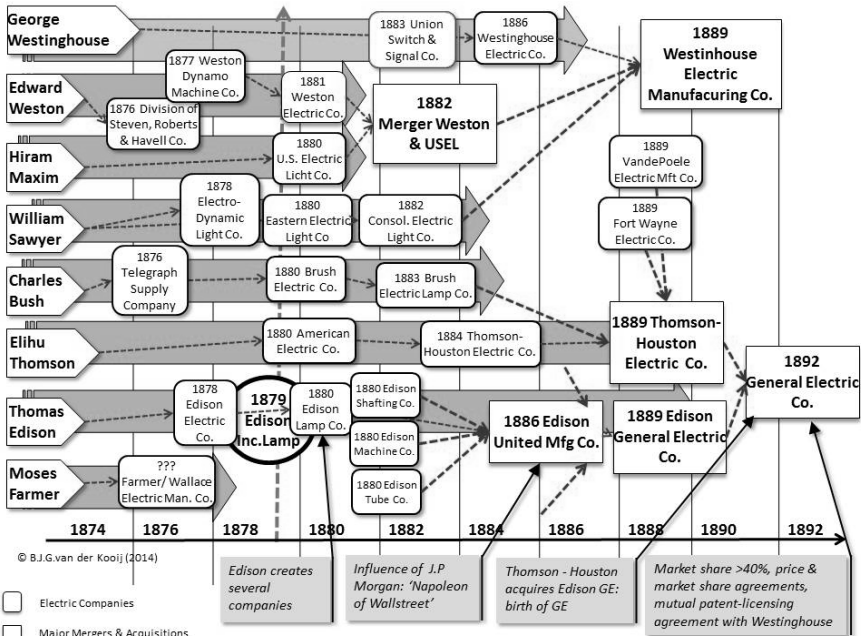 George
Westinghouse
1883 Union
Switch &
Signal Co.
1886
Westinghouse
Electric Co.
1889
Westinhouse
Electric
Manufacuring Co.
Edward
Weston
1876 Division of
Steven, Roberts
& Havell Co.
1877 Weston
Dynamo
Machine Co.
1881
Weston
Electric Co.
1882
Merger Weston
& USEL
Hiram
Maxim
1880
U.S. Electric
Licht Co.
1889
VandePoele
Electric Mft Co.
William
Sawyer
1878
Electro-
Dynamic
Light Co.
1880
Eastern Electric
Light Co
1882
Consol. Electric
Light Co.
1889
Fort Wayne
Electric Co.
Charles
Bush
1876
Telegraph
Supply
Company
1880 Brush
Electric Co.
1883 Brush
Electric Lamp Co.
Elihu
Thomson
1880 American
Electric Co.
1884 Thomson-
Houston Electric Co.
1889 Thomson-
Houston
Electric Co.
1892
General Electric
Co.
Thomas
Edison
1878
Edison
Electric
Co.
1879
Edison
Inc.Lamp
1880
Edison
Lamp Co.
1880 Edison
Shafting Co.
1880 Edison
Machine Co.
1880 Edison
Tube Co.
1886 Edison
United Mfg Co.
1889 Edison
General Electric
Co.
Moses
Farmer
???
Farmer/ Wallace
Electric Man. Co.
1874 1876 1878 1880 1882 1884 1886 1888 1890 1892
© B.J.G.van der Kooij (2014)
Edison creates
several
companies
Influence of J.P
Morgan: ‘Napoleon
of Wallstreet’
Thomson - Houston
acquires Edison GE:
birth of GE
Market share >40%, price &
market share agreements,
mutual patent-licensing
agreement with Westinghouse
Electric Companies
Major Mergers & Acquisitions